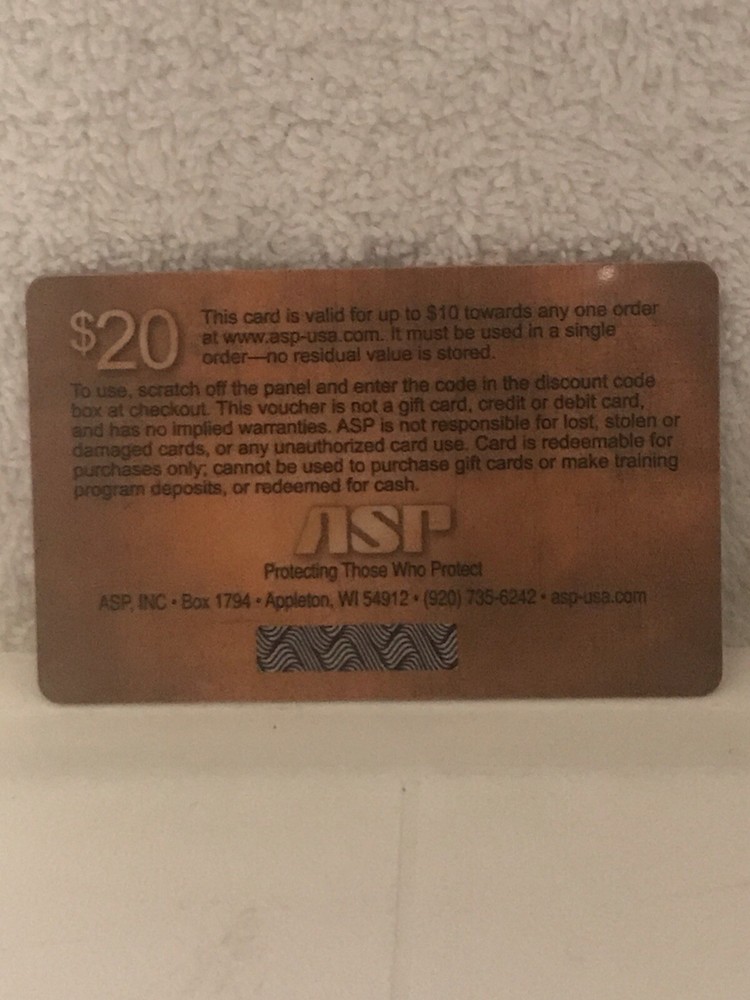 $20
This card is valid for up to $10 towards any one order
at www.asp-usa.com. It must be used in a single
order—no residual value is stored.
To use, scratch off the panel and enter the code in the discount code
box at checkout. This voucher is not a gift card, credit or debit card,
and has no implied warranties. ASP is not responsible for lost, stolen or
damaged cards, or any unauthorized card use. Card is redeemable for
purchases only; cannot be used to purchase gift cards or make training
program deposits, or redeemed for cash.
ASP
Protecting Those Who Protect
ASP, INC • Box 1794 • Appleton, WI 54912 • (920) 735-6242 • asp-usa.com